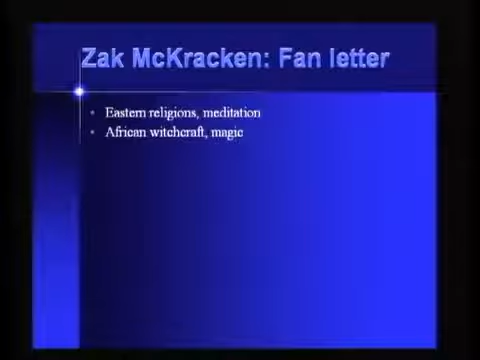 Zak McKracken: Fan letter
• Eastern religions, meditation
• African witchcraft, magic